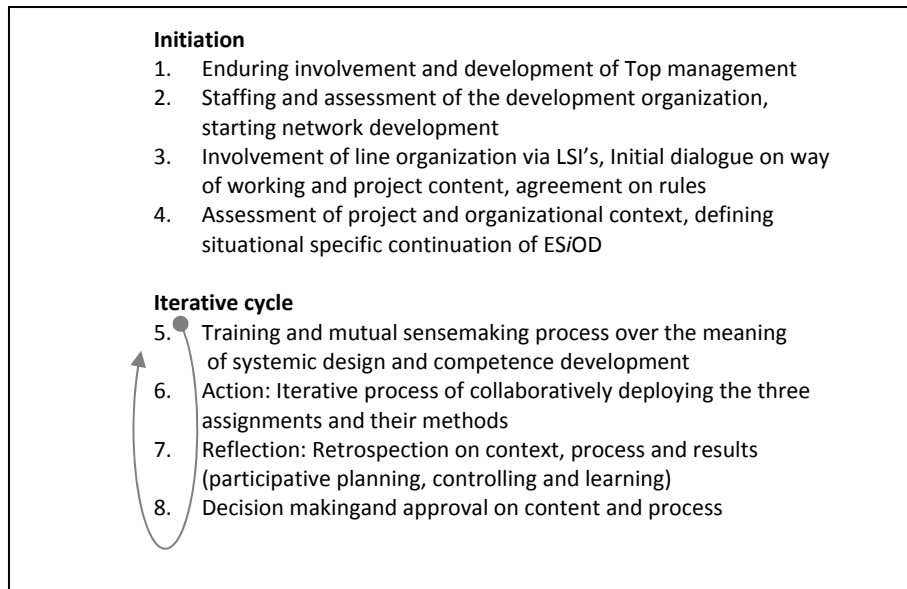 Initiation
1. Enduring involvement and development of Top management
2. Staffing and assessment of the development organization,
starting network development
3. Involvement of line organization via LSI's, Initial dialogue on way
of working and project content, agreement on rules
4. Assessment of project and organizational context, defining
situational specific continuation of ESiOD
Iterative cycle
5. Training and mutual sensemaking process over the meaning
of systemic design and competence development
6. Action: Iterative process of collaboratively deploying the three
assignments and their methods
7. Reflection: Retrospection on context, process and results
(participative planning, controlling and learning)
8. Decision makingand approval on content and process